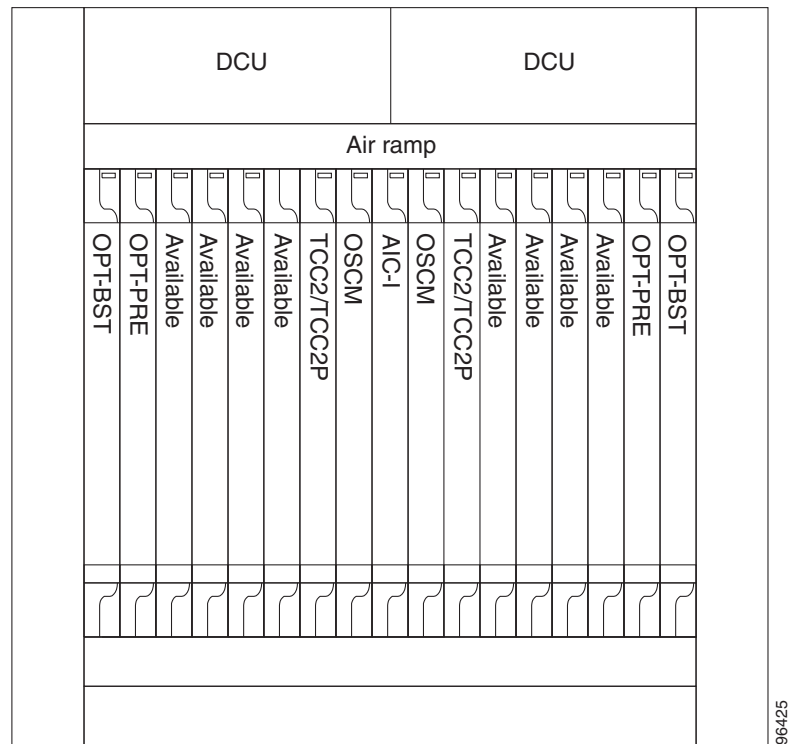 DCU
DCU
Air ramp
OPT-BST
OPT-PRE
Available
Available
Available
Available
TCC2/TCC2P
OSCM
AIC-I
OSCM
TCC2/TCC2P
Available
Available
Available
Available
OPT-PRE
OPT-BST
96425